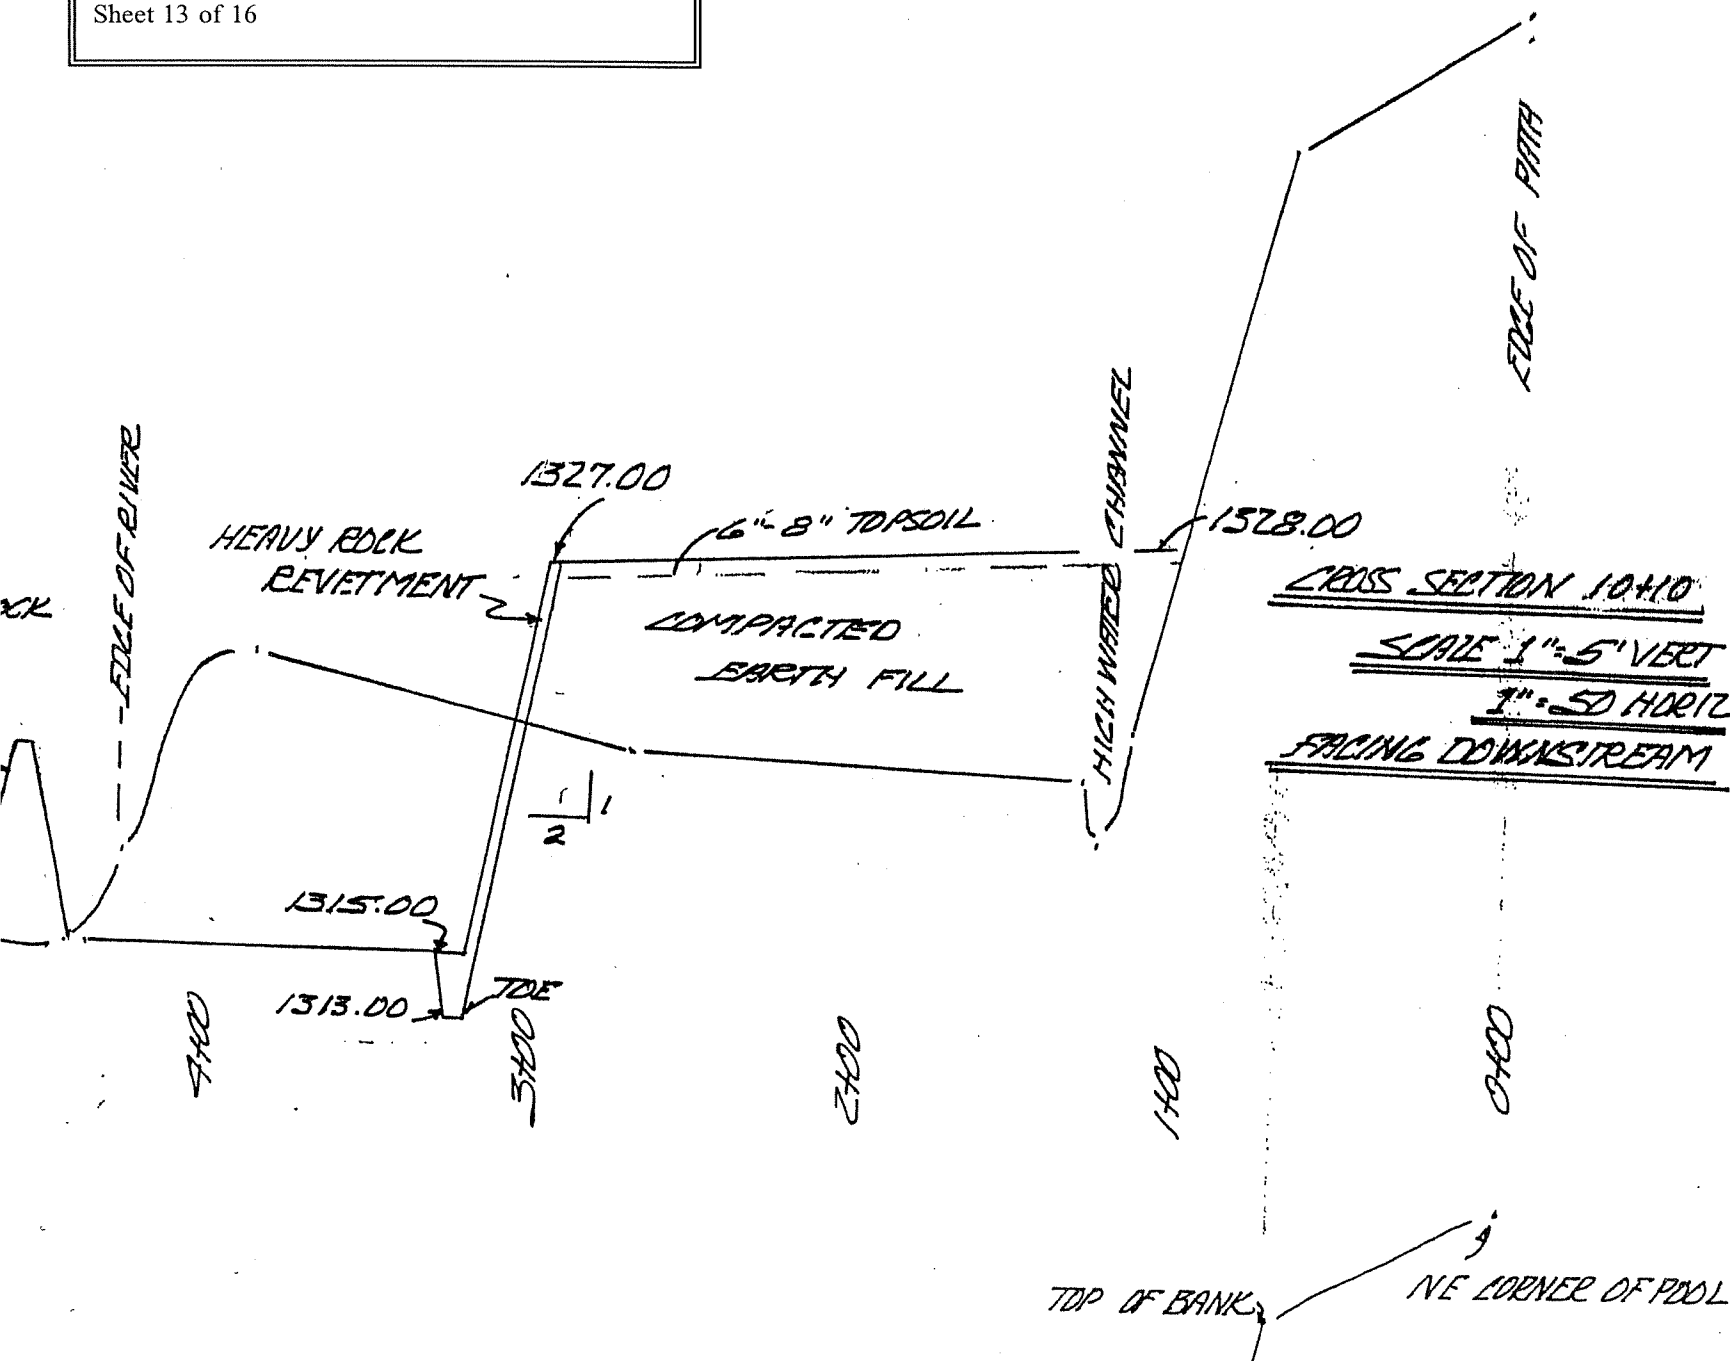 Sheet 13 of 16
EDGE OF PATH
CHANNEL
HIGH WATER
EDGE OF RIVER
1327.00
6"-8" TOPSOIL
1328.00
HEAVY ROCK
REVETMENT
CROSS SECTION 10+10
COMPACTED
EARTH FILL
SCALE 1"=5' VERT
1"=50 HORIZ
FACING DOWNSTREAM
1
2
1315.00
1313.00
TOE
4+00
3+00
2+00
1+00
0+00
TOP OF BANK
NE CORNER OF POOL